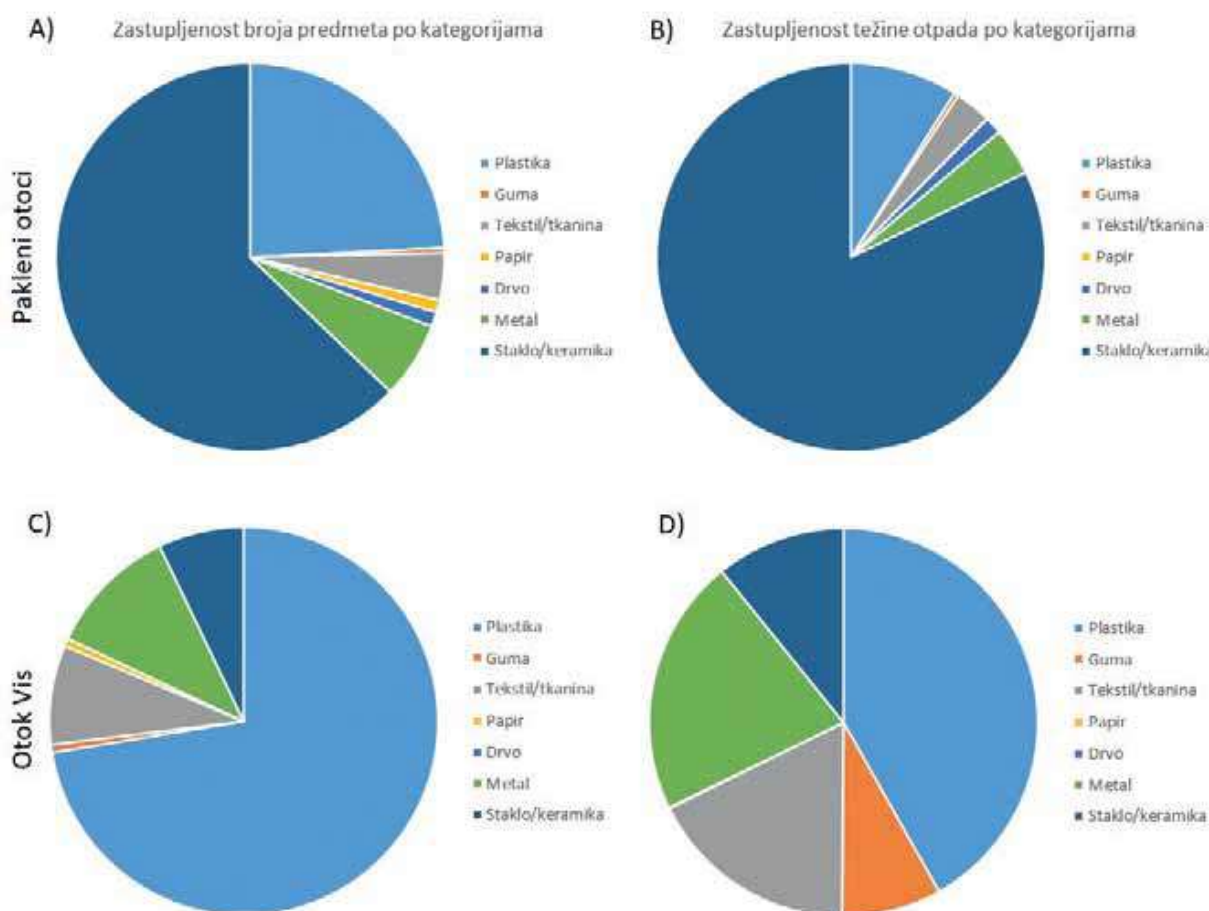 A) Zastupljenost broja predmeta po kategorijama
B) Zastupljenost težine otpada po kategorijama
Pakleni otoci
Plastika
Guma
Tekstil/tkanina
Papir
Drvo
Metal
Staklo/keramika
Plastika
Guma
Tekstil/tkanina
Papir
Drvo
Metal
Staklo/keramika
C)
D)
Otok Vis
Plastika
Guma
Tekstil/tkanina
Papir
Drvo
Metal
Staklo/keramika
Plastika
Guma
Tekstil/tkanina
Papir
Drvo
Metal
Staklo/keramika